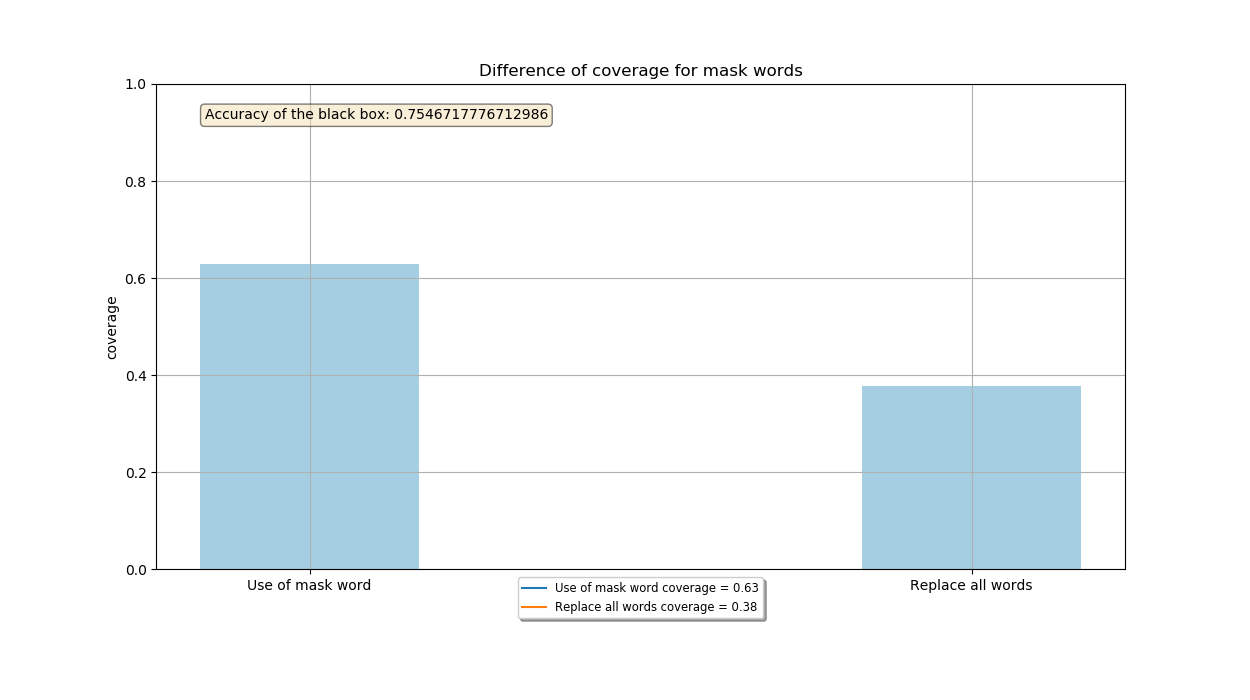 Difference of coverage for mask words
1.0
Accuracy of the black box: 0.7546717776712986
0.8
0.6
coverage
0.4
0.2
0.0
Use of mask word
Replace all words
Use of mask word coverage = 0.63
Replace all words coverage = 0.38